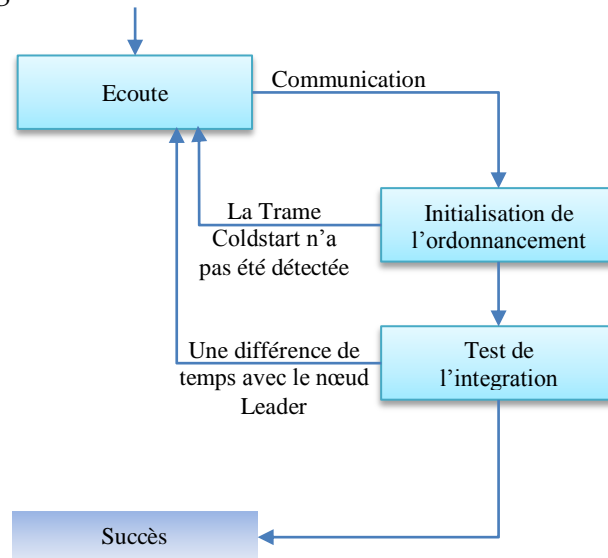 Ecoute
Communication
La Trame
Coldstart n’a
pas été détectée
Initialisation de
l’ordonnancement
Une différence de
temps avec le nœud
Leader
Test de
l’integration
Succès